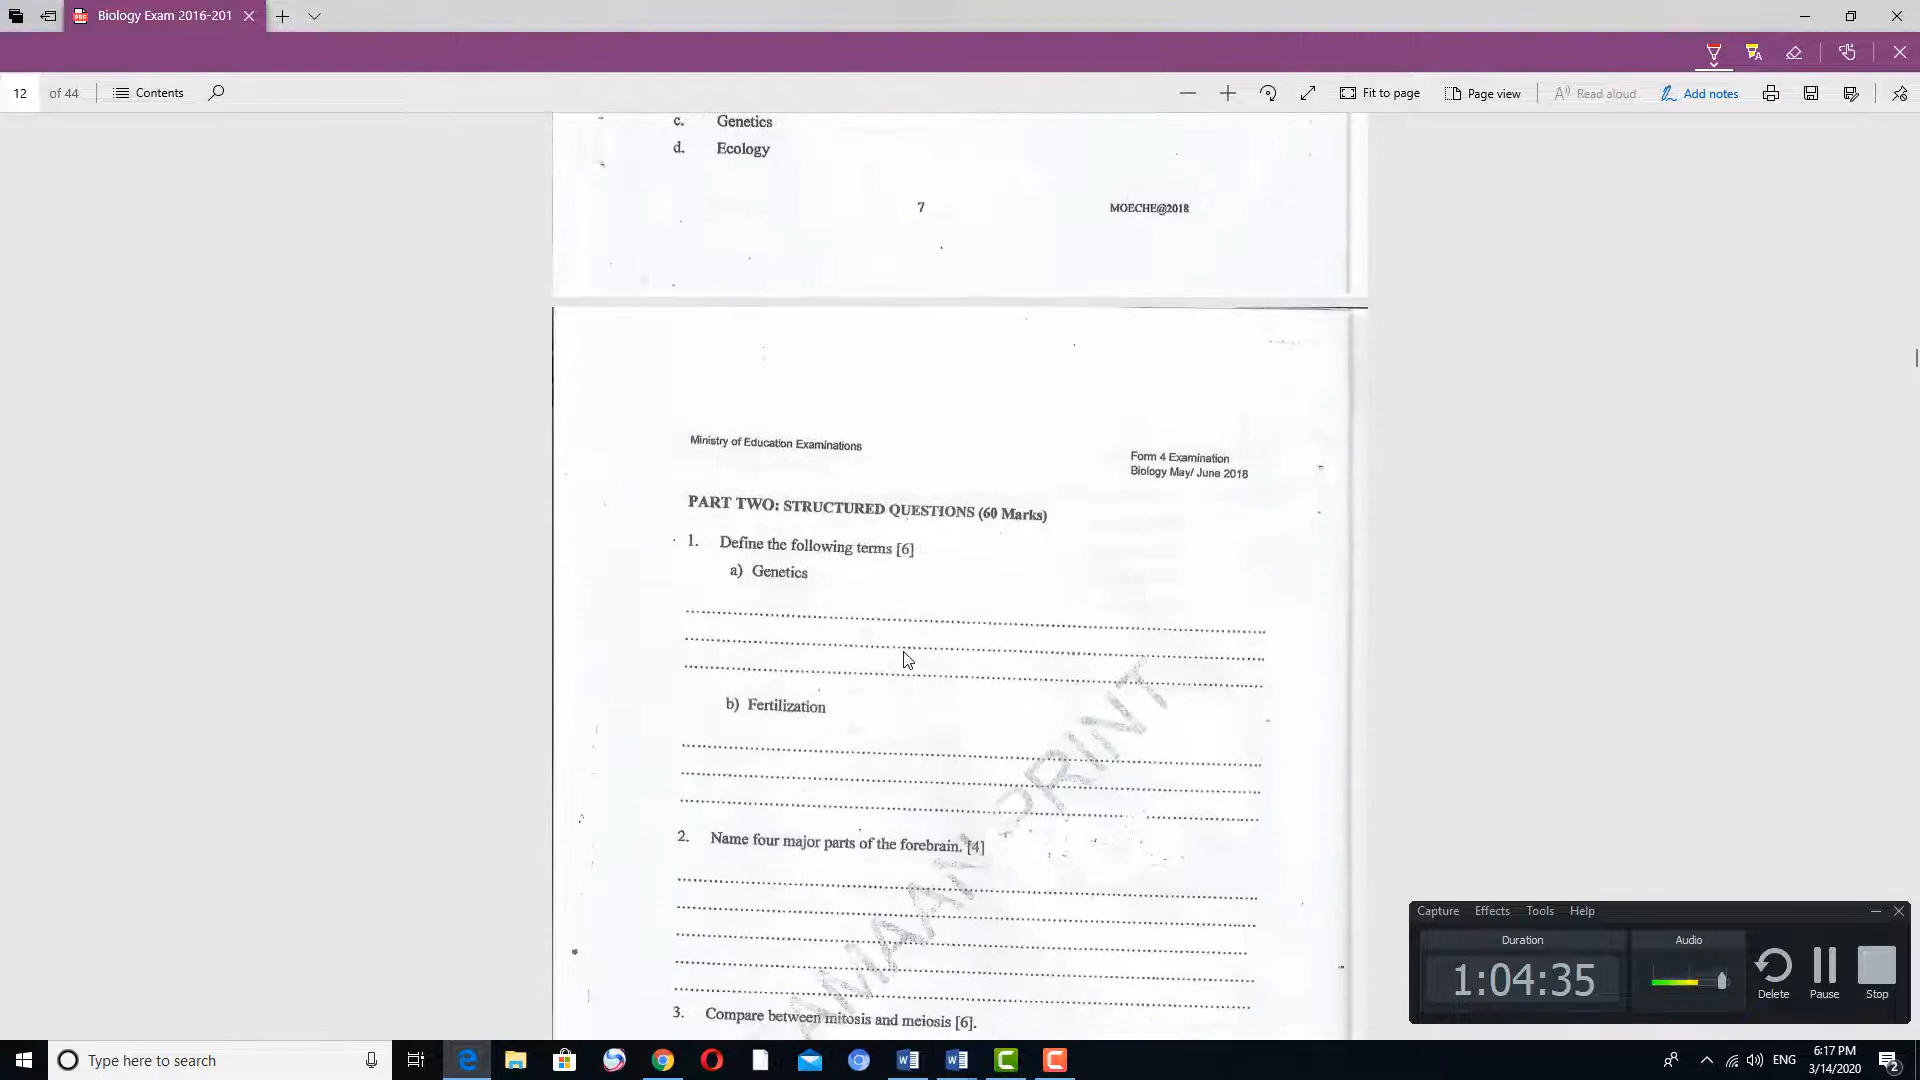 Biology Exam 2016-201
12 of 44 Contents Fit to page Page view Read aloud Add notes
c. Genetics
d. Ecology
7 MOECHE@2018
Ministry of Education Examinations
Form 4 Examination
Biology May/ June 2018
PART TWO: STRUCTURED QUESTIONS (60 Marks)
1. Define the following terms [6]
a) Genetics
b) Fertilization
2. Name four major parts of the forebrain. [4]
3. Compare between mitosis and meiosis [6].
Capture Effects Tools Help
Duration Audio
1:04:35
Delete Pause Stop
Type here to search
ENG
6:17 PM
3/14/2020
2